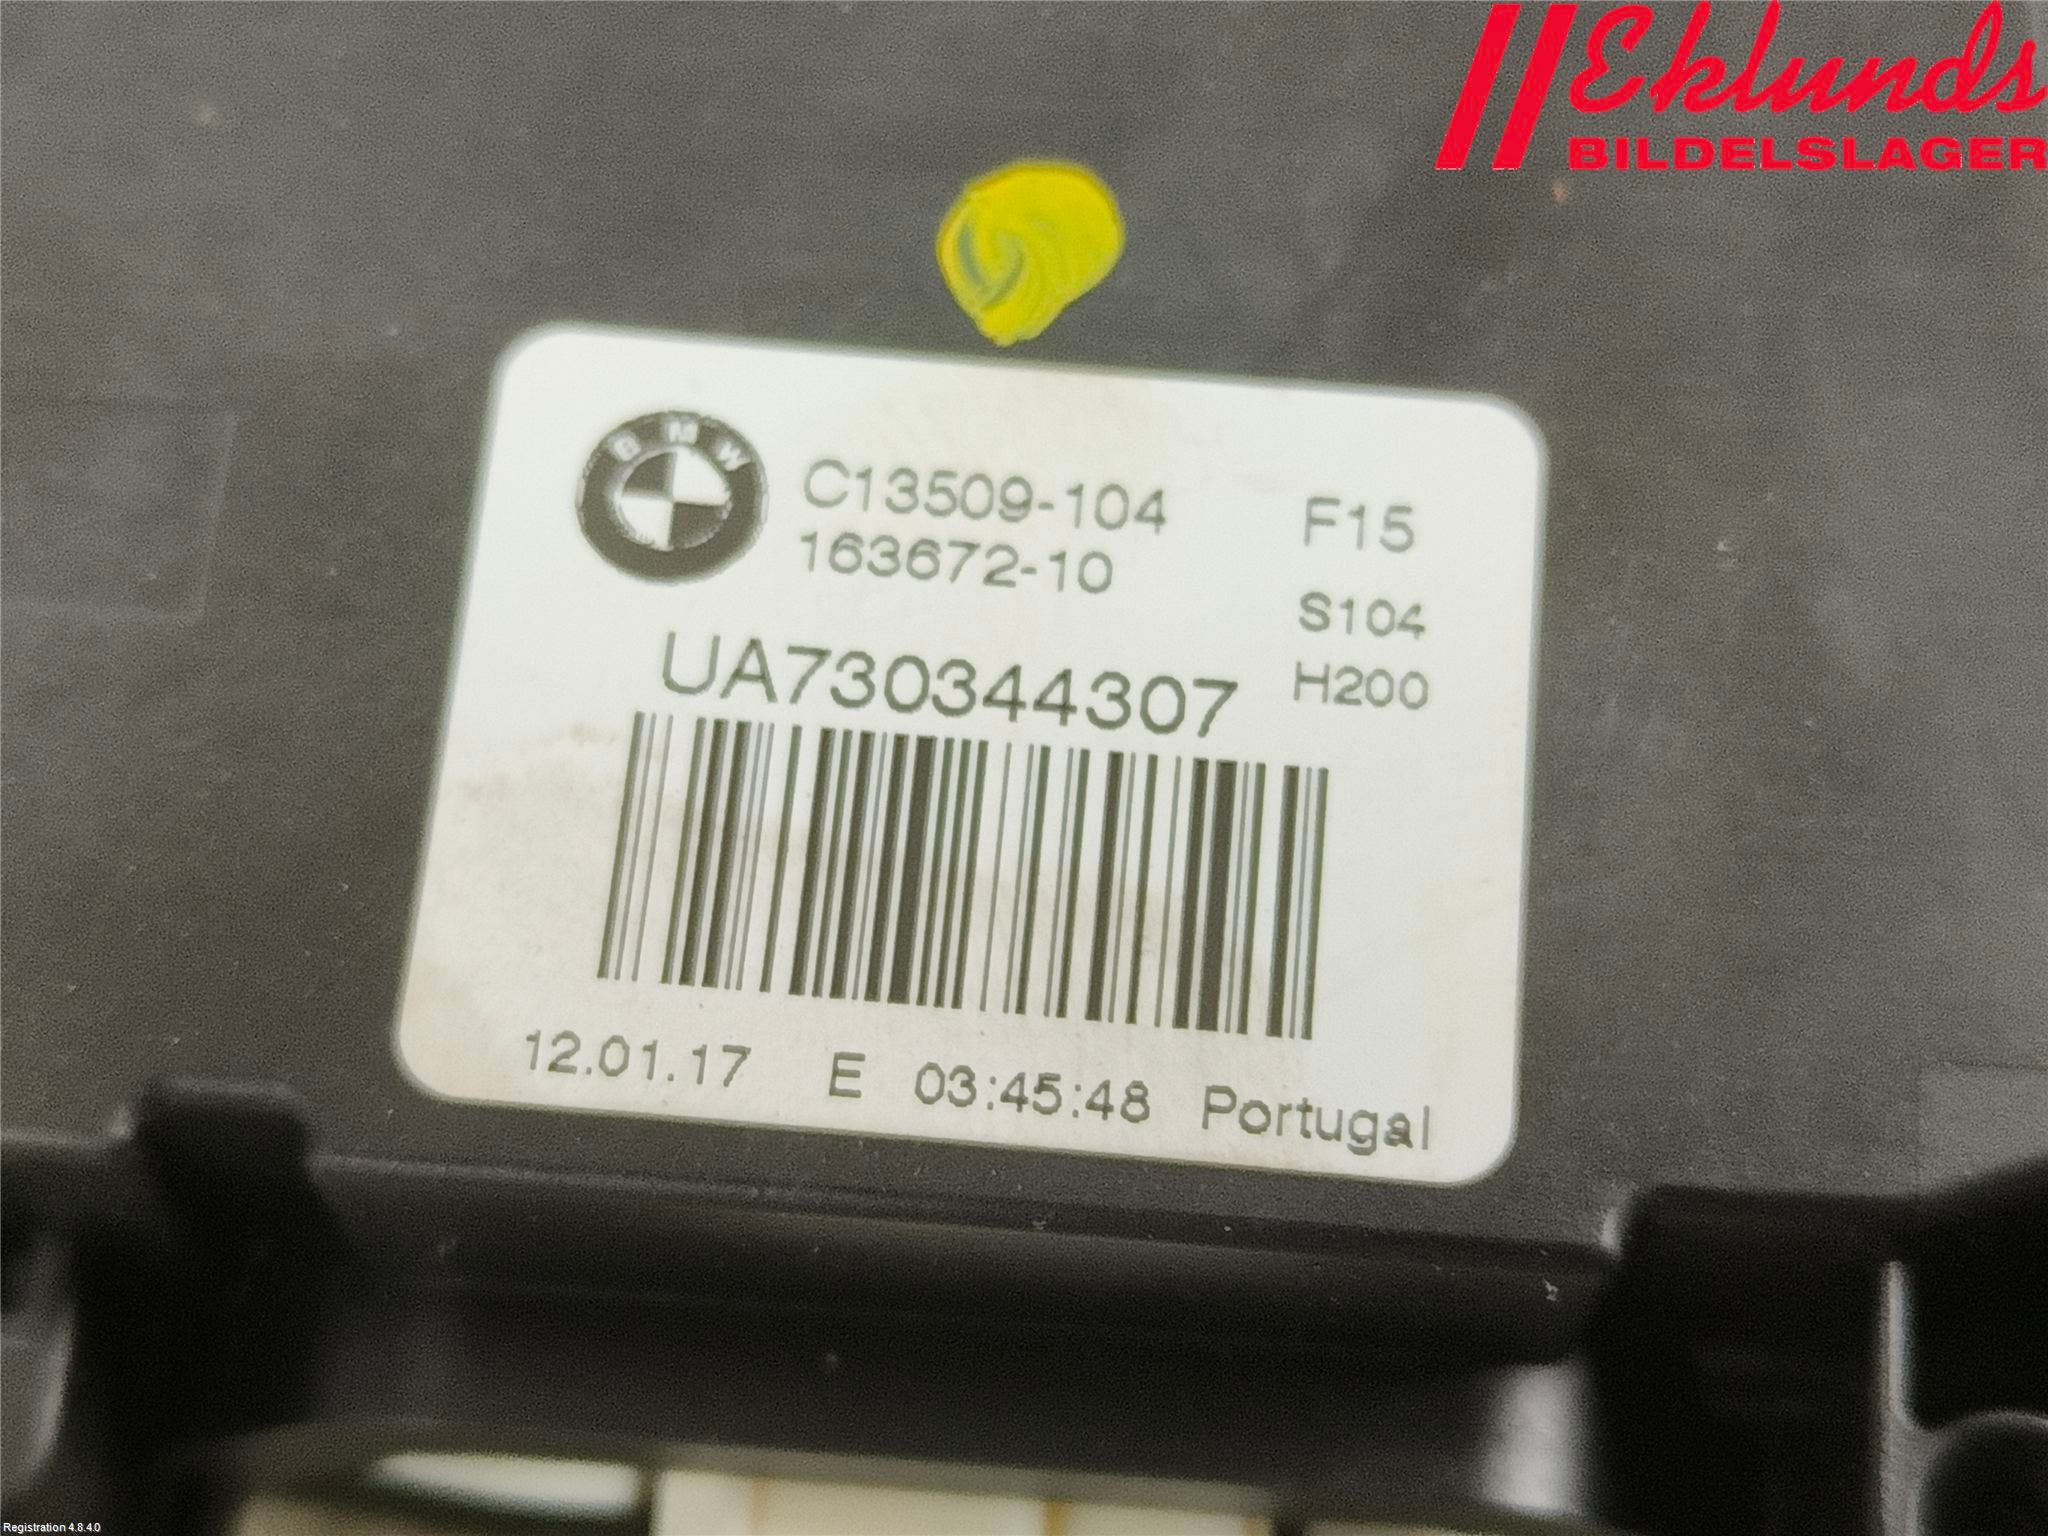 Eklunds
BILDELSLAGER
BMW
C13509-104
163672-10
F15
S104
H200
UA730344307
12.01.17 E 03:45:48 Portugal
Registration 4.8.4.0